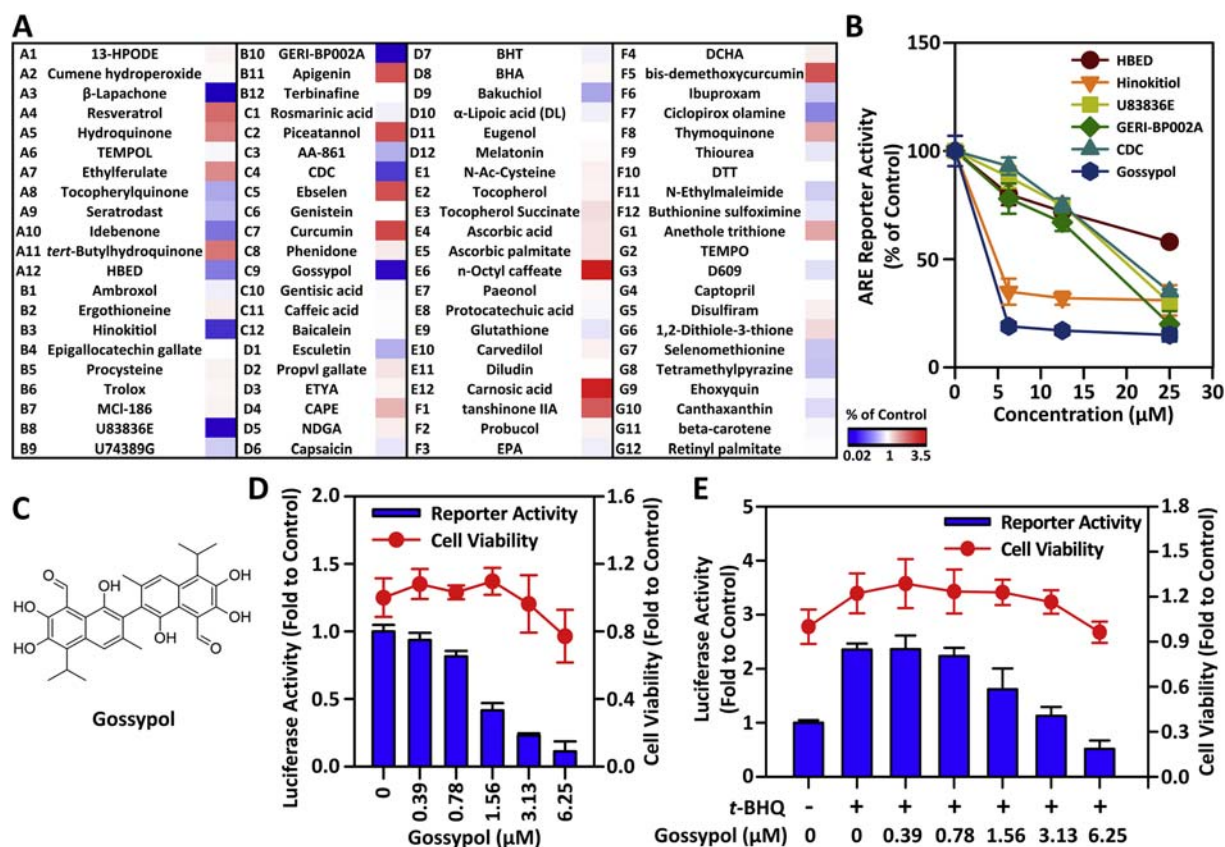 A
A1 13-HPODE B10 GERI-BP002A D7 BHT F4 DCHA
A2 Cumene hydroperoxide B11 Apigenin D8 BHA F5 bis-demethoxycurcumin
A3 β-Lapachone B12 Terbinafine D9 Bakuchiol F6 Ibuproxam
A4 Resveratrol C1 Rosmarinic acid D10 α-Lipoic acid (DL) F7 Ciclopirox olamine
A5 Hydroquinone C2 Piceatannol D11 Eugenol F8 Thymoquinone
A6 TEMPOL C3 AA-861 D12 Melatonin F9 Thiourea
A7 Ethylferulate C4 CDC E1 N-Ac-Cysteine F10 DTT
A8 Tocopherylquinone C5 Ebselen E2 Tocopherol F11 N-Ethylmaleimide
A9 Seratrodast C6 Genistein E3 Tocopherol Succinate F12 Buthionine sulfoximine
A10 Idebenone C7 Curcumin E4 Ascorbic acid G1 Anethole trithione
A11 tert-Butylhydroquinone C8 Phenidone E5 Ascorbic palmitate G2 TEMPO
A12 HBED C9 Gossypol E6 n-Octyl caffeate G3 D609
B1 Ambroxol C10 Gentisic acid E7 Paeonol G4 Captopril
B2 Ergothioneine C11 Caffeic acid E8 Protocatechuic acid G5 Disulfiram
B3 Hinokitiol C12 Baicalein E9 Glutathione G6 1,2-Dithiole-3-thione
B4 Epigallocatechin gallate D1 Esculetin E10 Carvedilol G7 Selenomethionine
B5 Procysteine D2 Propyl gallate E11 Diludin G8 Tetramethylpyrazine
B6 Trolox D3 ETYA E12 Carnosic acid G9 Ehoxyquin
B7 MCI-186 D4 CAPE F1 tanshinone IIA G10 Canthaxanthin
B8 U83836E D5 NDGA F2 Probucol G11 beta-carotene
B9 U74389G D6 Capsaicin F3 EPA G12 Retinyl palmitate
% of Control
0.02 1 3.5
B
ARE Reporter Activity
(% of Control)
150
100
50
0
HBED
Hinokitiol
U83836E
GERI-BP002A
CDC
Gossypol
0 5 10 15 20 25 30
Concentration (µM)
C
O
OH
OH
HO
HO
OH
OH
O
Gossypol
D
Luciferase Activity (Fold to Control)
2.0
1.5
1.0
0.5
0.0
Reporter Activity
Cell Viability
1.6
1.2
0.8
0.4
0.0
Cell Viability (Fold to Control)
0 0.39 0.78 1.56 3.13 6.25
Gossypol (µM)
E
Luciferase Activity
(Fold to Control)
5
4
3
2
1
0
Reporter Activity
Cell Viability
1.8
1.5
1.2
0.9
0.6
0.3
0.0
Cell Viability (Fold to Control)
t-BHQ - + + + + + +
Gossypol (µM) 0 0 0.39 0.78 1.56 3.13 6.25